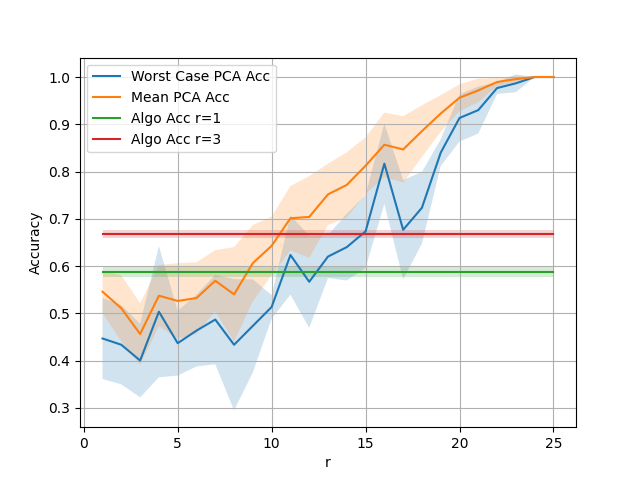 Worst Case PCA Acc
Mean PCA Acc
Algo Acc r=1
Algo Acc r=3
Accuracy
1.0
0.9
0.8
0.7
0.6
0.5
0.4
0.3
0 5 10 15 20 25
r